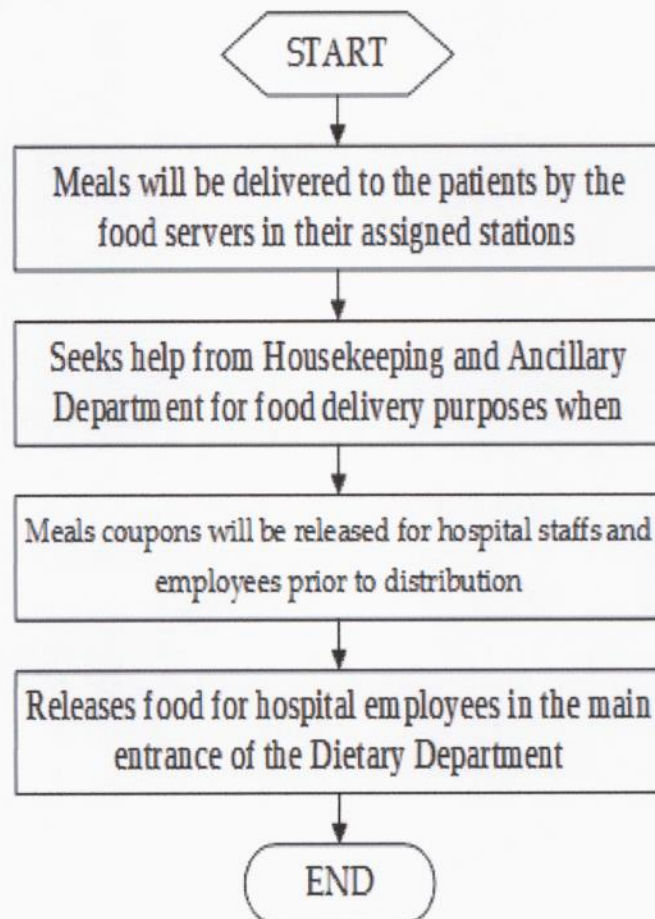 START
Meals will be delivered to the patients by the
food servers in their assigned stations
Seeks help from Housekeeping and Ancillary
Department for food delivery purposes when
Meals coupons will be released for hospital staffs and
employees prior to distribution
Releases food for hospital employees in the main
entrance of the Dietary Department
END